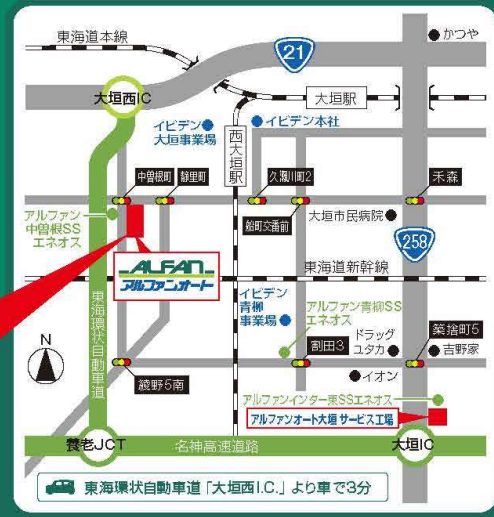 東海道本線
21
かつや
大垣西IC
大垣駅
イビデン
大垣事業場
西大垣駅
イビデン本社
中曽根町
静里町
久瀬川町2
禾森
アルファン
中曽根SS
エネオス
船町交番前
大垣市民病院
258
ALFAN
アルファンオート
東海道新幹線
東海環状自動車道
イビデン
青柳
事業場
アルファン青柳SS
エネオス
N
割田3
ドラッグ
ユタカ
築捨町5
吉野家
綾野5南
イオン
アルファンインター東SSエネオス
アルファンオート大垣 サービス工場
養老JCT
名神高速道路
大垣IC
東海環状自動車道「大垣西I.C.」より車で3分